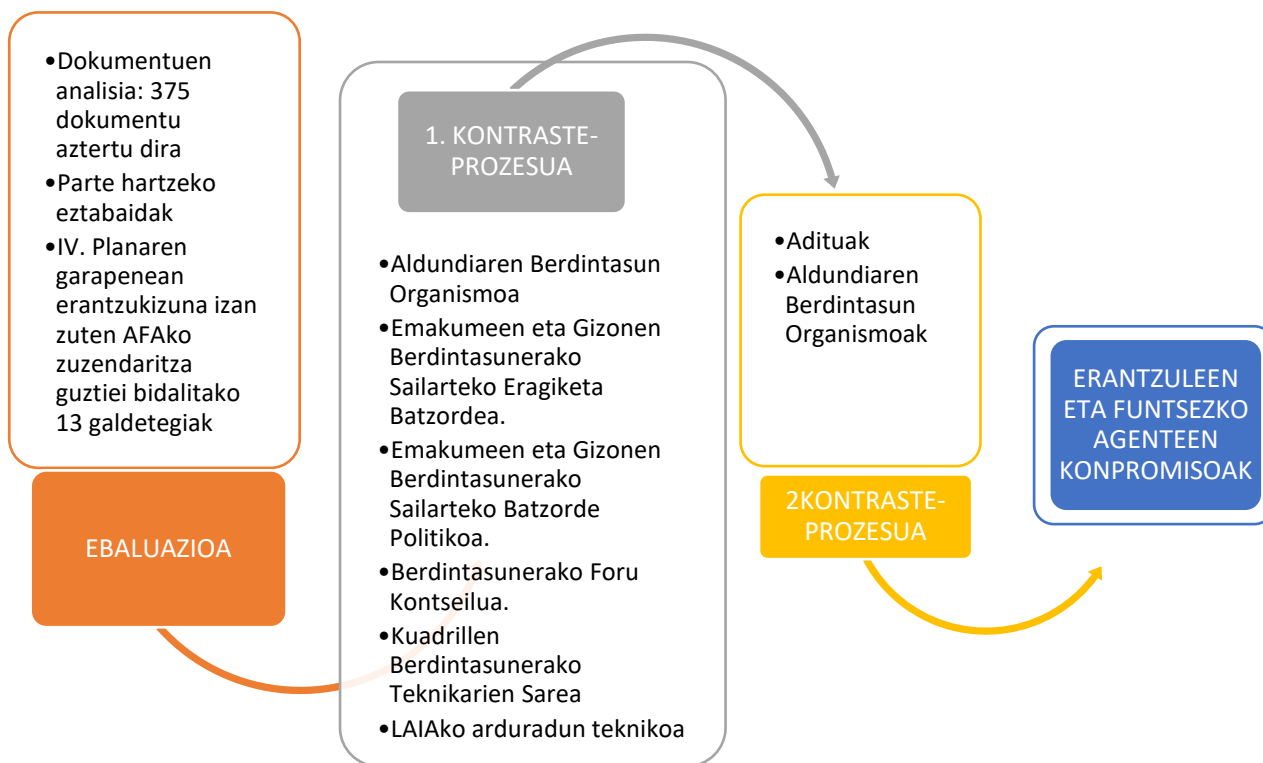 •Dokumentuen
analisia: 375
dokumentu
aztertu dira
•Parte hartzeko
eztabaidak
•IV. Planaren
garapenean
erantzukizuna izan
zuten AFAko
zuzendaritza
guztiei bidalitako
13 galdetegiak
EBALUAZIOA
1. KONTRASTE-
PROZESUA
•Aldundiaren Berdintasun
Organismoa
•Emakumeen eta Gizonen
Berdintasunerako
Sailarteko Eragiketa
Batzordea.
•Emakumeen eta Gizonen
Berdintasunerako
Sailarteko Batzorde
Politikoa.
•Berdintasunerako Foru
Kontseilua.
•Kuadrillen
Berdintasunerako
Teknikarien Sarea
•LAIAko arduradun teknikoa
•Adituak
•Aldundiaren
Berdintasun
Organismoak
2KONTRASTE-
PROZESUA
ERANTZULEEN
ETA FUNTSEZKO
AGENTEEN
KONPROMISOAK